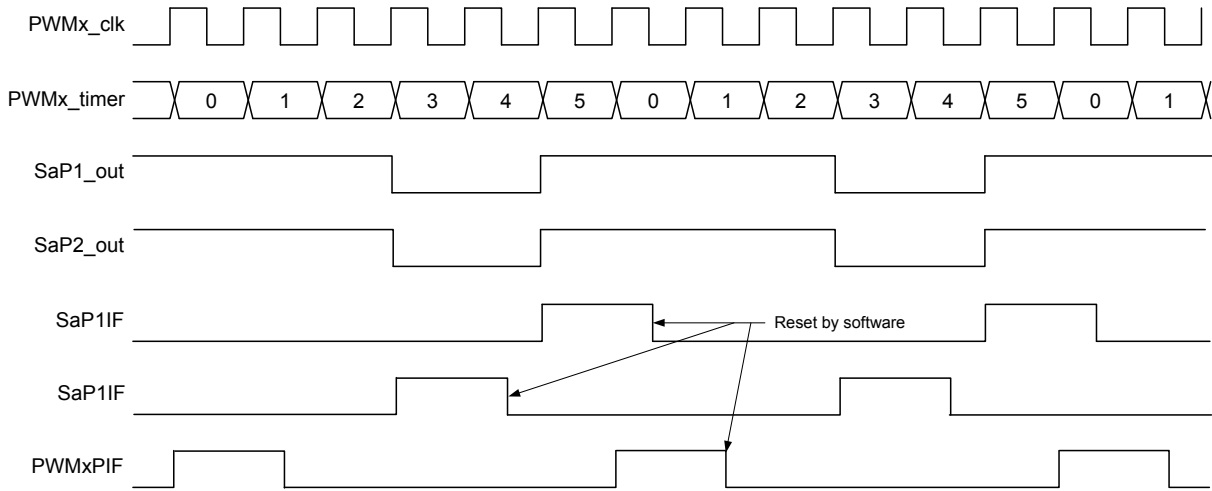 PWMx_clk
PWMx_timer 0 1 2 3 4 5 0 1 2 3 4 5 0 1
SaP1_out
SaP2_out
SaP1IF Reset by software
SaP1IF
PWMxPIF